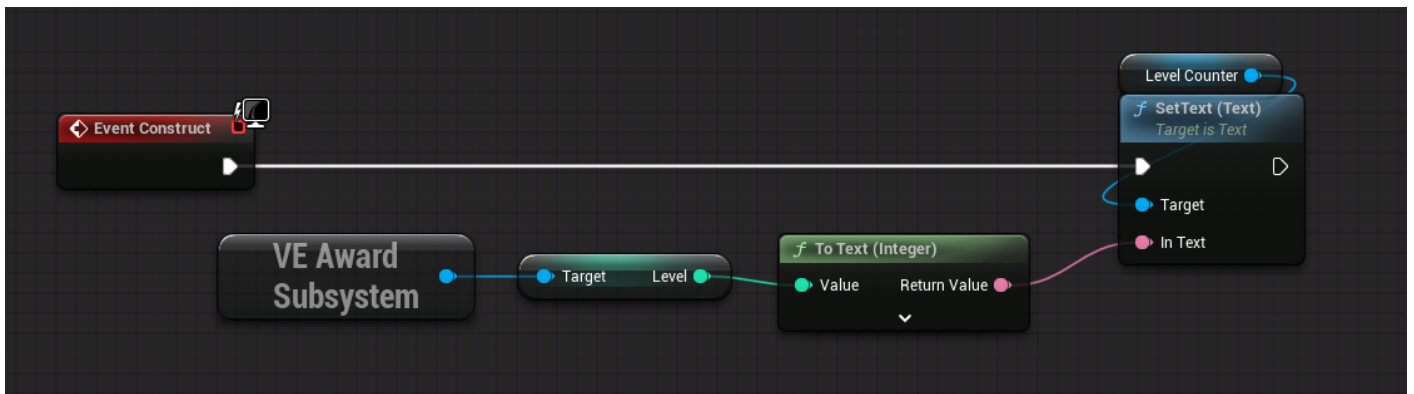 Level Counter
f SetText (Text)
Target is Text
Event Construct
Target
In Text
VE Award
Subsystem
Target Level
f To Text (Integer)
Value Return Value